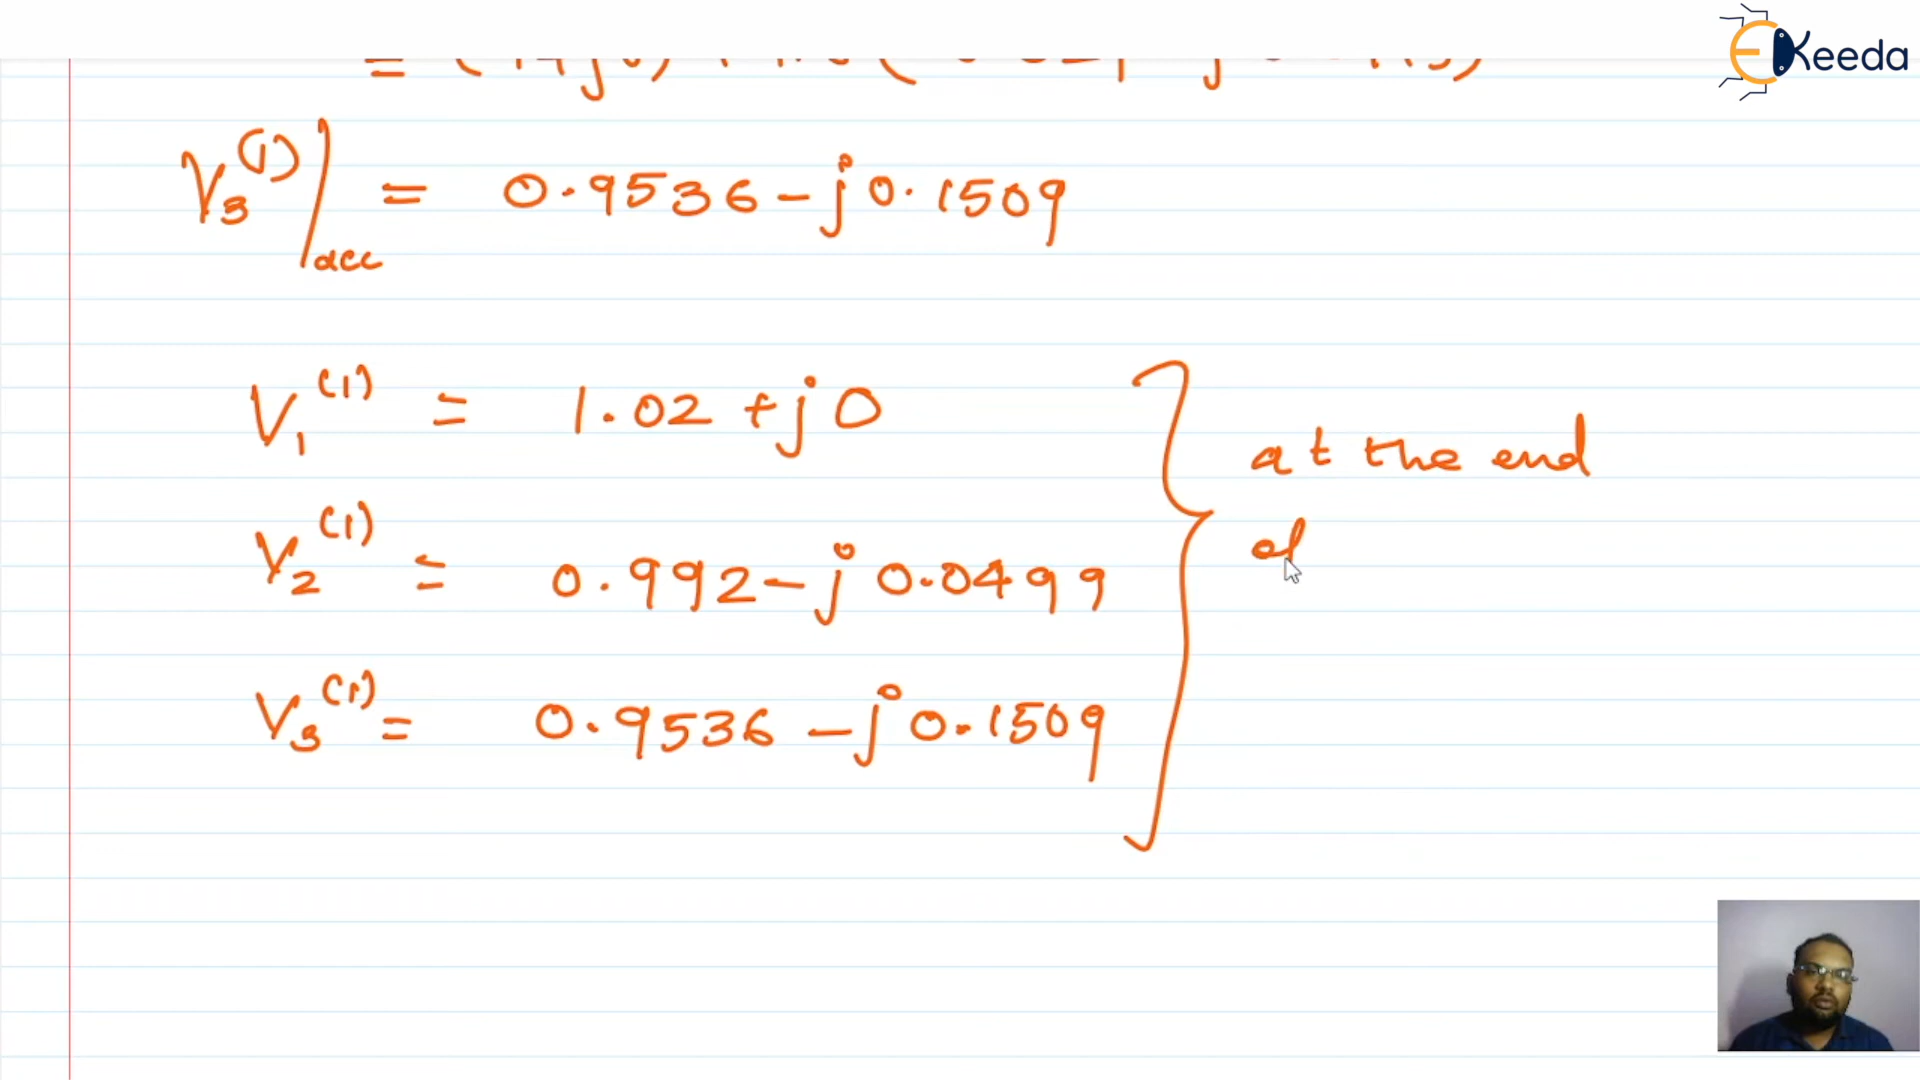 EKeeda
V₃⁽¹⁾|acc = 0.9536 - j0.1509
V₁⁽¹⁾ = 1.02 + j0
V₂⁽¹⁾ = 0.992 - j0.0499
V₃⁽¹⁾ = 0.9536 - j0.1509
at the end
of